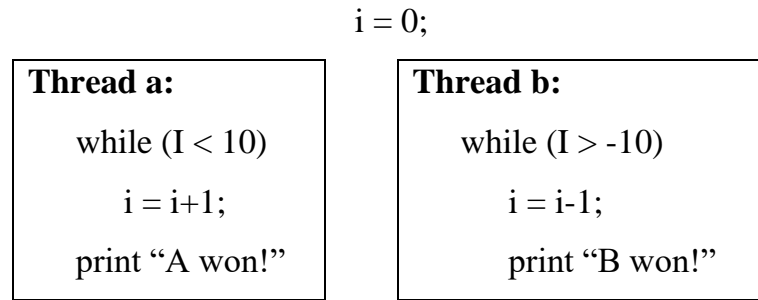 i = 0;
Thread a:
while (I < 10)
i = i+1;
print “A won!”
Thread b:
while (I > -10)
i = i-1;
print “B won!”